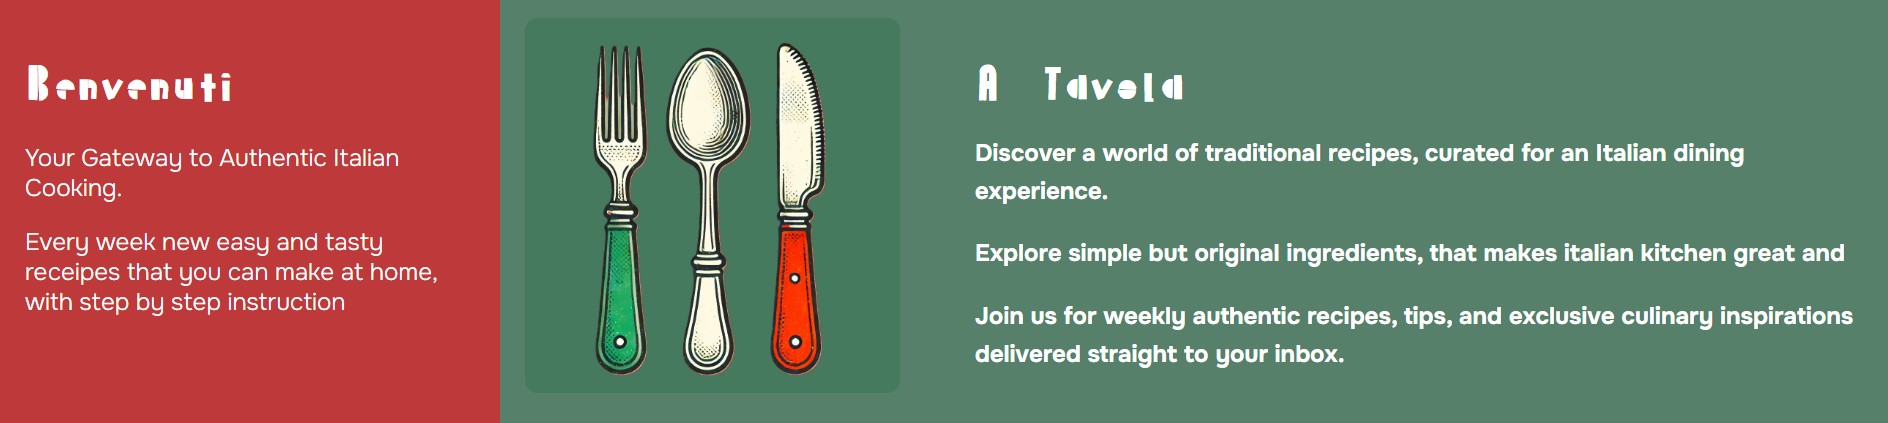 Benvenuti
Your Gateway to Authentic Italian
Cooking.
Every week new easy and tasty
receipes that you can make at home,
with step by step instruction
A Tavola
Discover a world of traditional recipes, curated for an Italian dining
experience.
Explore simple but original ingredients, that makes italian kitchen great and
Join us for weekly authentic recipes, tips, and exclusive culinary inspirations
delivered straight to your inbox.